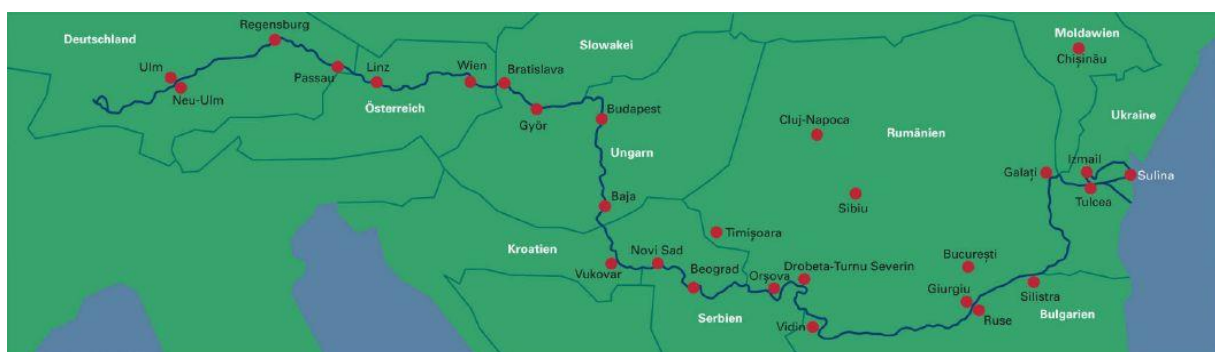 Deutschland
Regensburg
Ulm
Neu-Ulm
Passau
Linz
Österreich
Wien
Bratislava
Slowakei
Györ
Budapest
Ungarn
Baja
Kroatien
Vukovar
Novi Sad
Beograd
Serbien
Timișoara
Orșova
Drobeta-Turnu Severin
Vidin
Cluj-Napoca
Sibiu
Rumänien
București
Giurgiu
Ruse
Silistra
Bulgarien
Galați
Izmail
Tulcea
Sulina
Ukraine
Moldawien
Chișinău